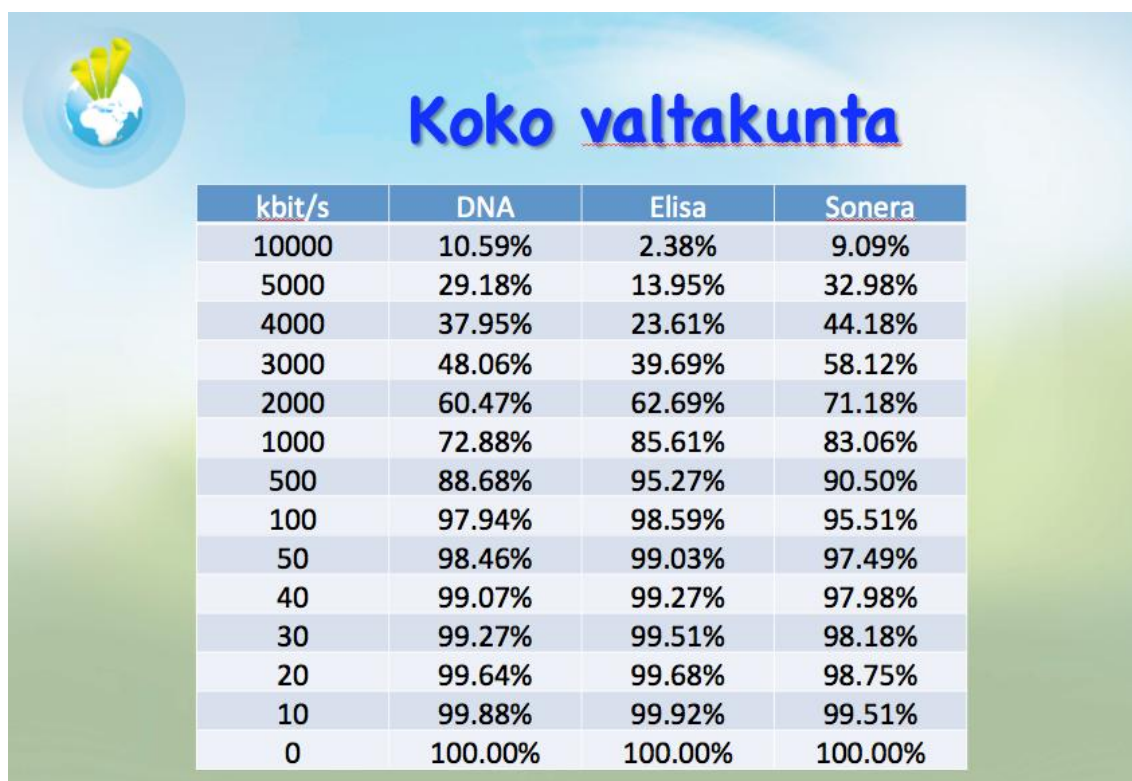 Koko valtakunta
kbit/s DNA Elisa Sonera
10000 10.59% 2.38% 9.09%
5000 29.18% 13.95% 32.98%
4000 37.95% 23.61% 44.18%
3000 48.06% 39.69% 58.12%
2000 60.47% 62.69% 71.18%
1000 72.88% 85.61% 83.06%
500 88.68% 95.27% 90.50%
100 97.94% 98.59% 95.51%
50 98.46% 99.03% 97.49%
40 99.07% 99.27% 97.98%
30 99.27% 99.51% 98.18%
20 99.64% 99.68% 98.75%
10 99.88% 99.92% 99.51%
0 100.00% 100.00% 100.00%